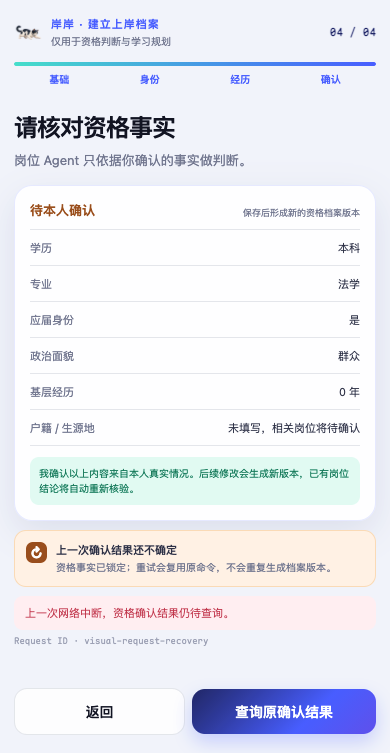 岸岸 · 建立上岸档案
仅用于资格判断与学习规划
04 / 04
基础 身份 经历 确认
请核对资格事实
岗位 Agent 只依据你确认的事实做判断。
待本人确认 保存后形成新的资格档案版本
学历 本科
专业 法学
应届身份 是
政治面貌 群众
基层经历 0 年
户籍 / 生源地 未填写，相关岗位将待确认
我确认以上内容来自本人真实情况。后续修改会生成新版本，已有岗位
结论将自动重新核验。
上一次确认结果还不确定
资格事实已锁定；重试会复用原命令，不会重复生成档案版本。
上一次网络中断，资格确认结果仍待查询。
Request ID · visual-request-recovery
返回 查询原确认结果